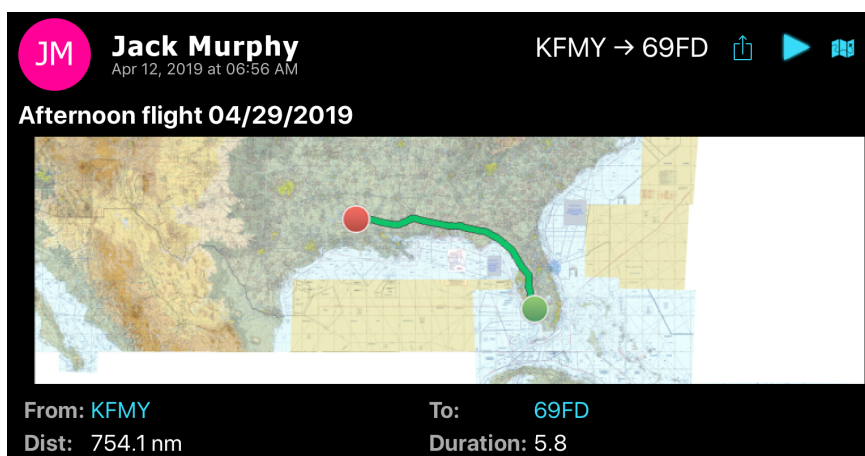 JM
Jack Murphy
KFMY → 69FD
Apr 12, 2019 at 06:56 AM
Afternoon flight 04/29/2019
From: KFMY
To: 69FD
Dist: 754.1 nm
Duration: 5.8